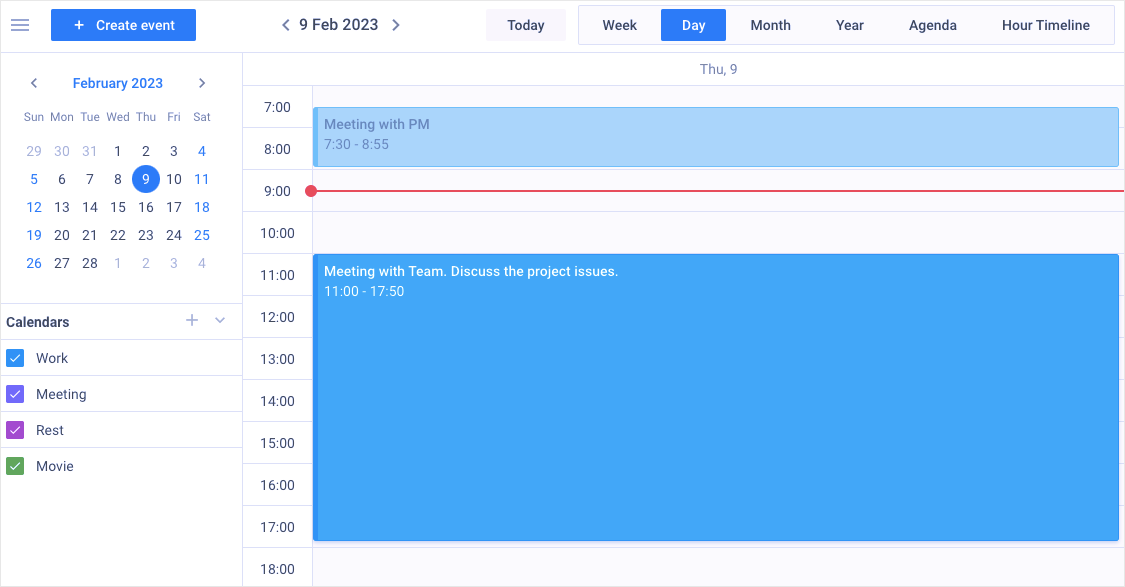 + Create event
9 Feb 2023
Today
Week
Day
Month
Year
Agenda
Hour Timeline
February 2023
Sun Mon Tue Wed Thu Fri Sat
29 30 31 1 2 3 4
5 6 7 8 9 10 11
12 13 14 15 16 17 18
19 20 21 22 23 24 25
26 27 28 1 2 3 4
Calendars
Work
Meeting
Rest
Movie
Thu, 9
7:00
Meeting with PM
7:30 - 8:55
8:00
9:00
10:00
11:00
Meeting with Team. Discuss the project issues.
11:00 - 17:50
12:00
13:00
14:00
15:00
16:00
17:00
18:00